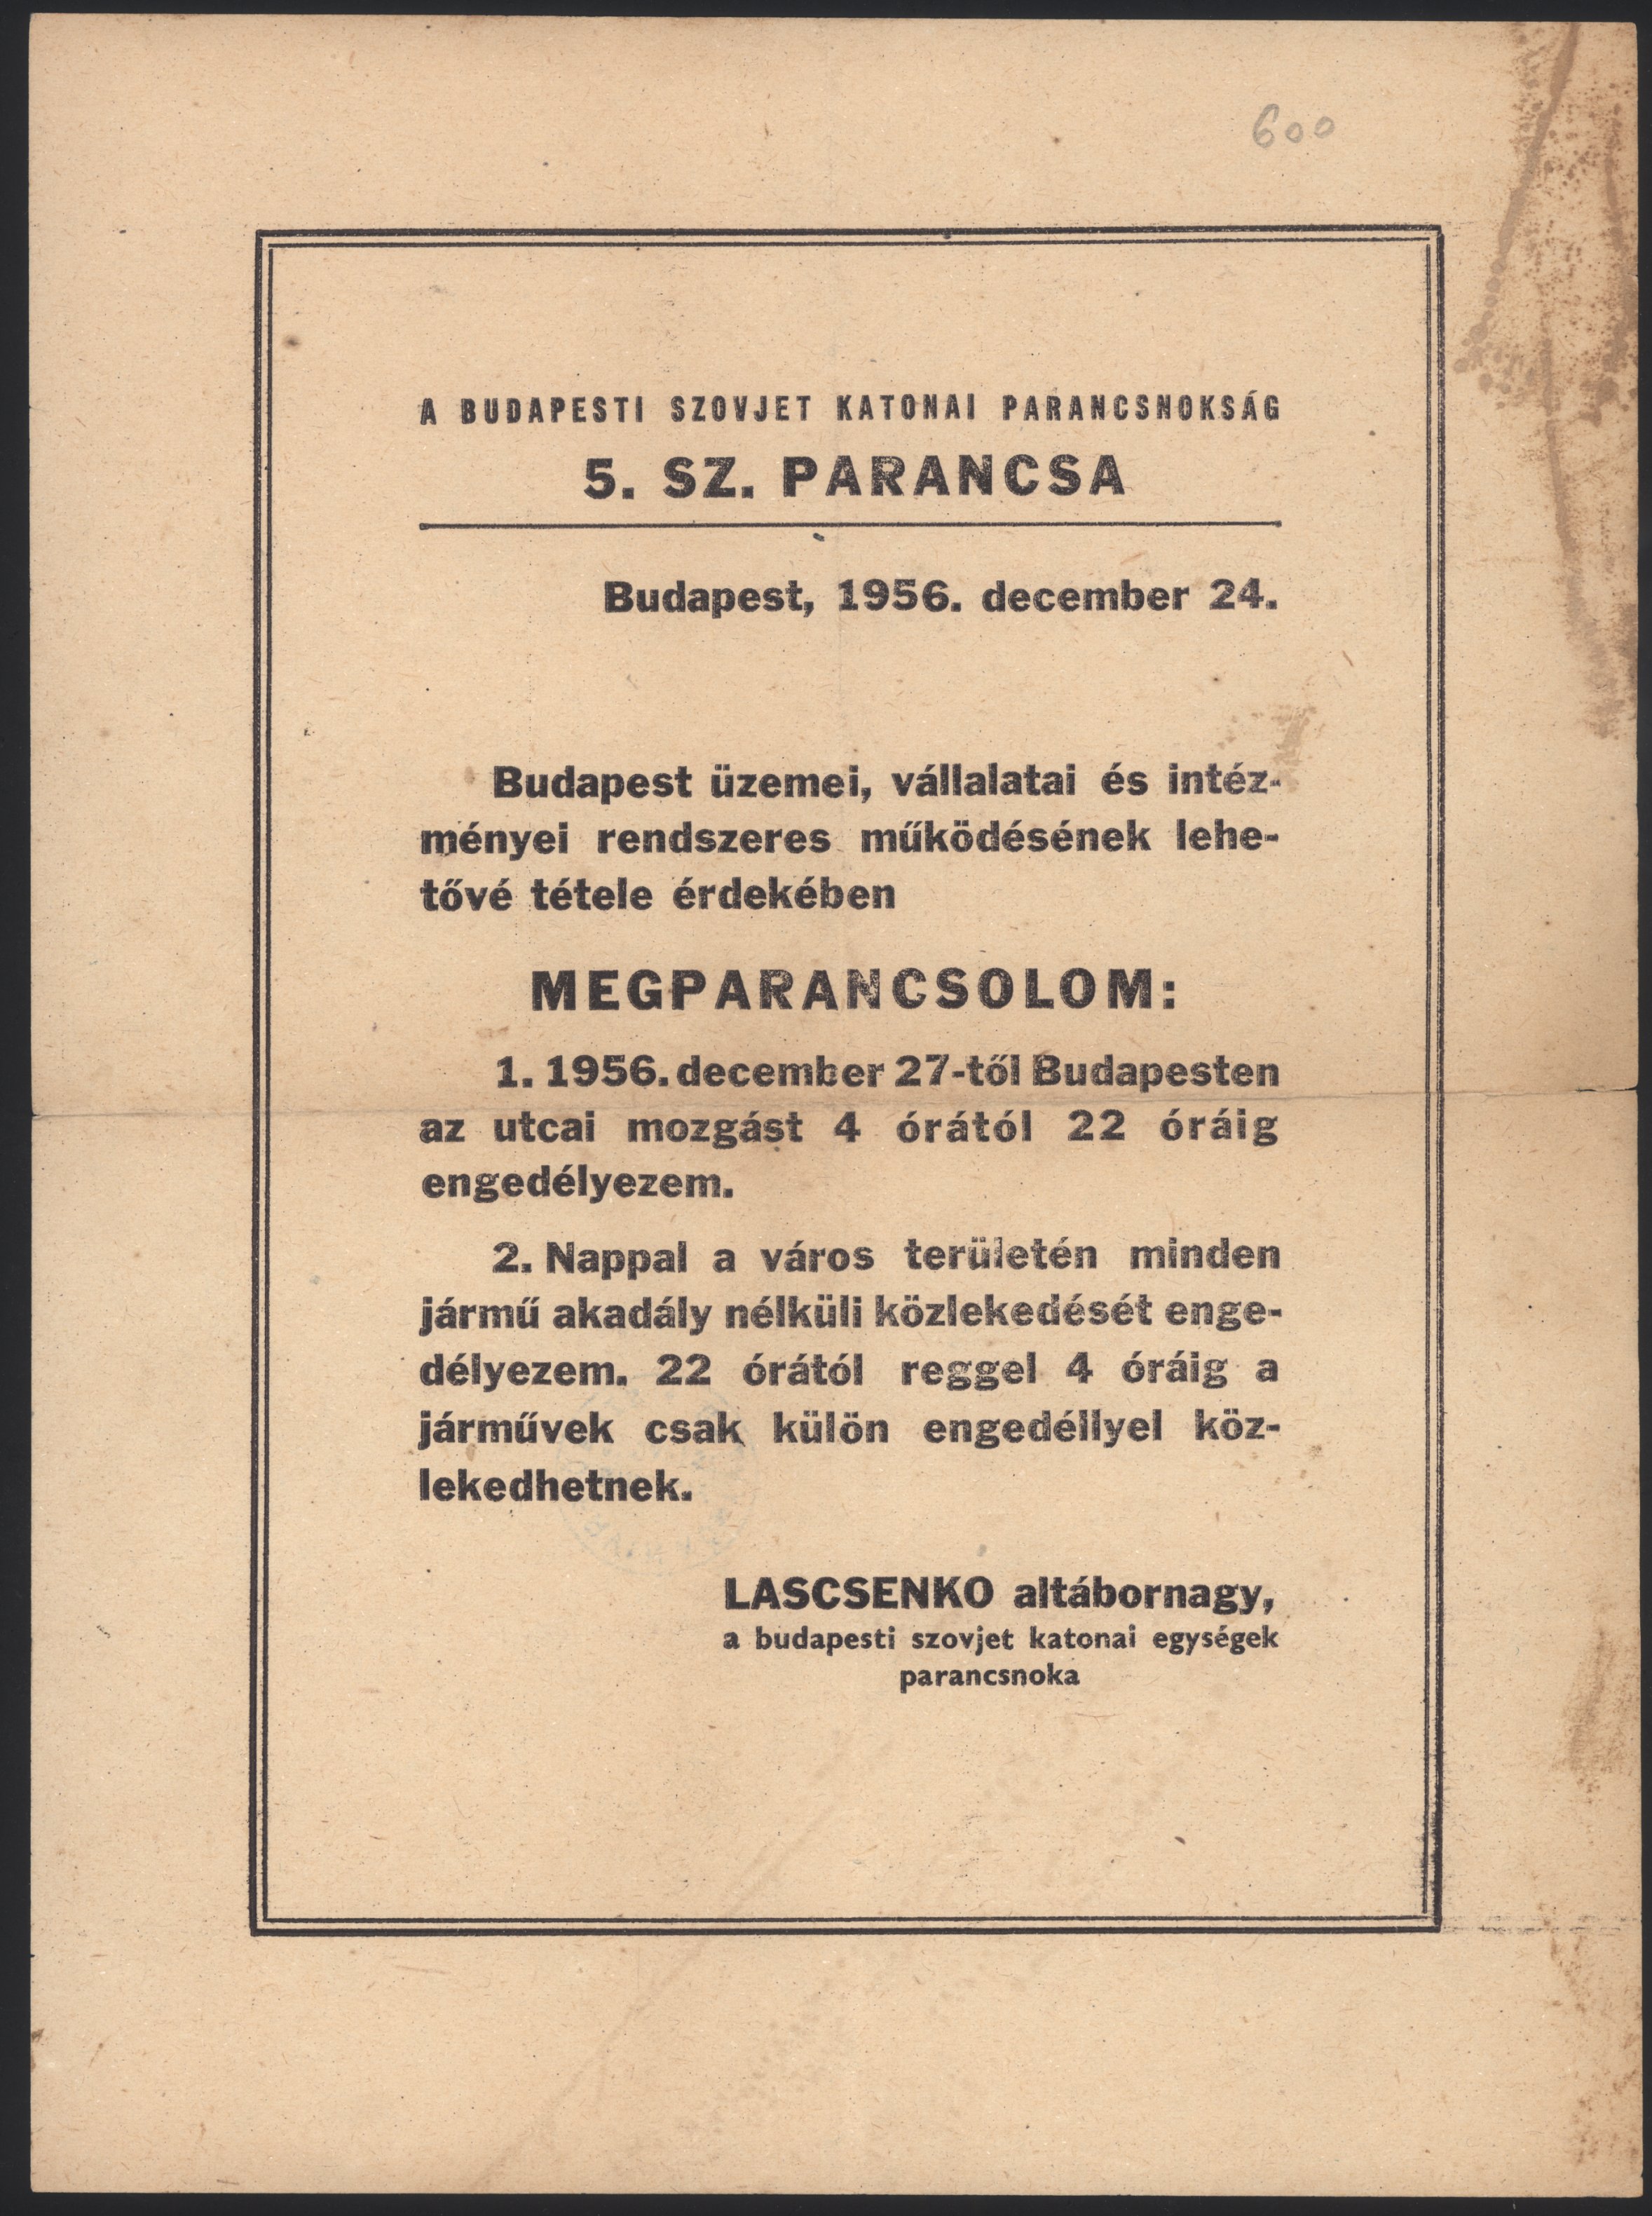 600
A BUDAPESTI SZOVJET KATONAI PARANCSNOKSÁG
5. SZ. PARANCSA
Budapest, 1956. december 24.
Budapest üzemei, vállalatai és intéz-
ményei rendszeres működésének lehe-
tővé tétele érdekében
MEGPARANCSOLOM:
1. 1956. december 27-től Budapesten
az utcai mozgást 4 órától 22 óráig
engedélyezem.
2. Nappal a város területén minden
jármű akadály nélküli közlekedését enge-
délyezem. 22 órától reggel 4 óráig a
járművek csak külön engedéllyel köz-
lekedhetnek.
LASCSENKO altábornagy,
a budapesti szovjet katonai egységek
parancsnoka